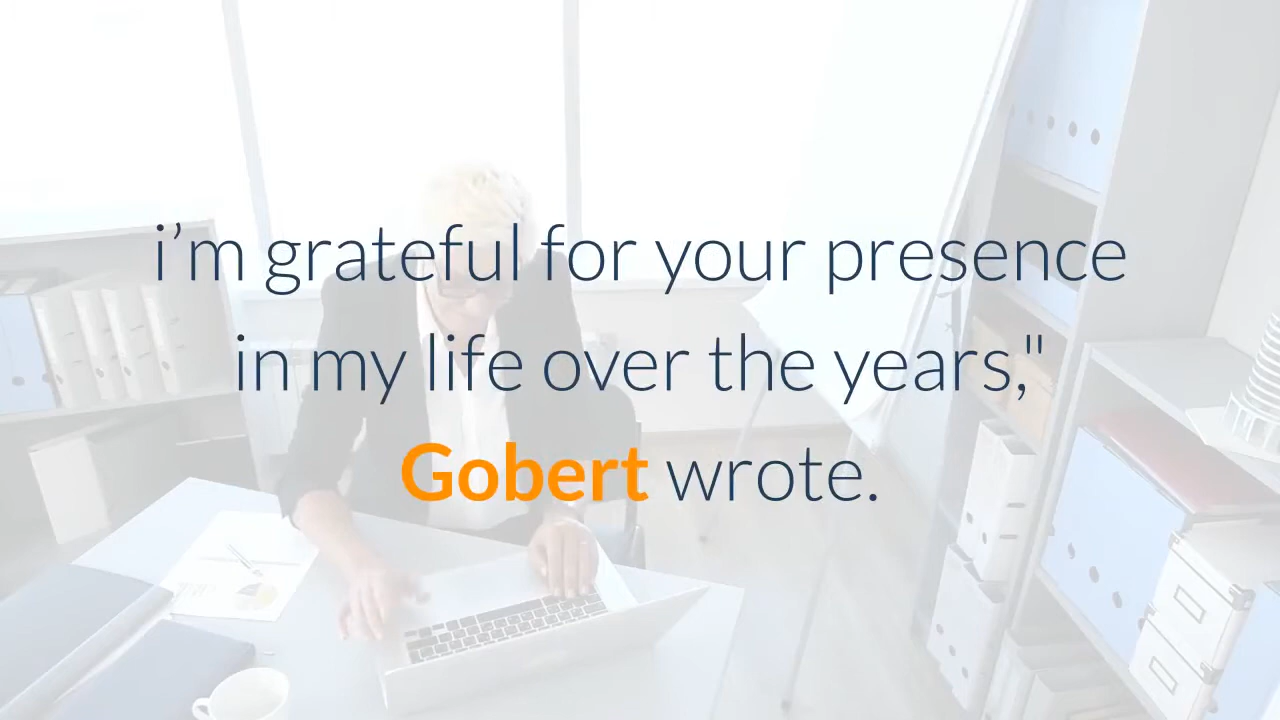 i’m grateful for your presence
in my life over the years,"
Gobert wrote.